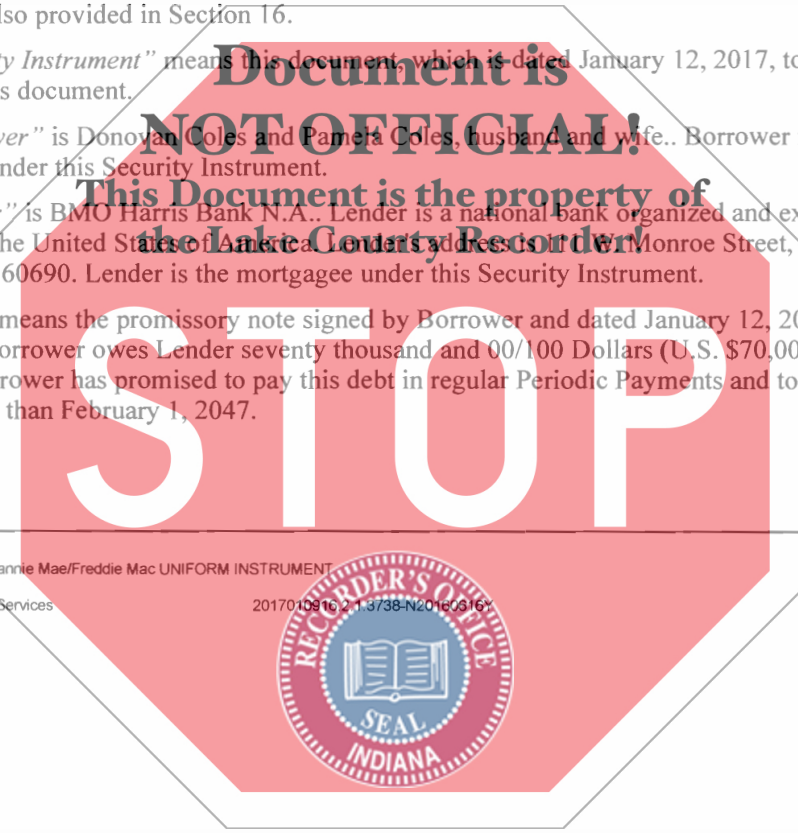 lso provided in Section 16.
ty Instrument" means this document, which is dated January 12, 2017, to
s document.
Document is
NOT OFFICIAL!
This Document is the property of
the Lake County Recorder!
ver" is Donovan Coles and Pamela Coles, husband and wife.. Borrower
nder this Security Instrument.
" is BMO Harris Bank N.A.. Lender is a national bank organized and ex
he United States of America. Lender's address is 111 W. Monroe Street,
60690. Lender is the mortgagee under this Security Instrument.
means the promissory note signed by Borrower and dated January 12, 20
orrower owes Lender seventy thousand and 00/100 Dollars (U.S. $70,00
rower has promised to pay this debt in regular Periodic Payments and to
than February 1, 2047.
STOP
annie Mae/Freddie Mac UNIFORM INSTRUMENT
Services
2017010916.2.1.3738-N20160516Y
RECORDER'S OFFICE
SEAL
INDIANA